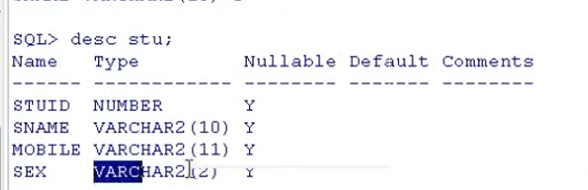 SQL> desc stu;
Name Type Nullable Default Comments
------ ------------ -------- ------- --------
STUID NUMBER Y
SNAME VARCHAR2(10) Y
MOBILE VARCHAR2(11) Y
SEX VARCHAR2(2) Y